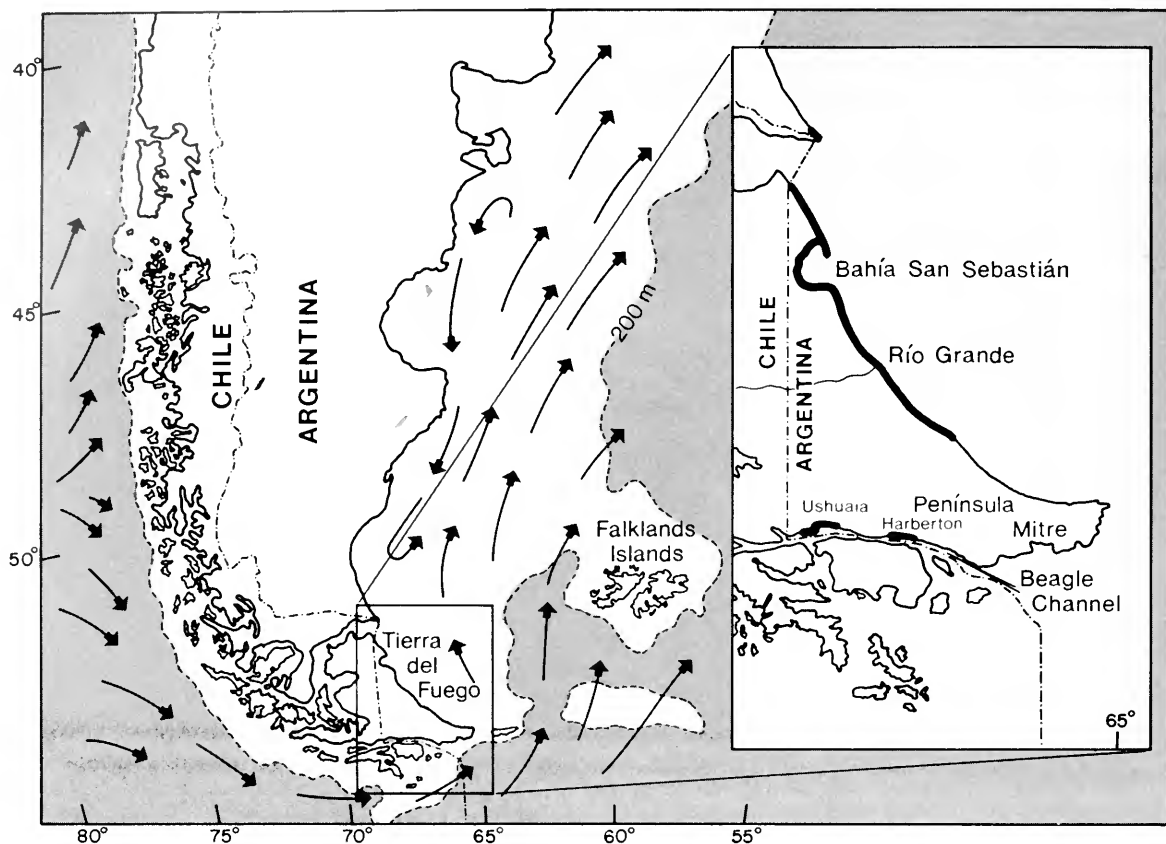 40°
45°
50°
80°
75°
70°
65°
60°
55°
CHILE
ARGENTINA
200 m
Falklands
Islands
Tierra
del
Fuego
Bahía San Sebastián
Río Grande
CHILE
ARGENTINA
Ushuaia
Harberton
Península
Mitre
Beagle
Channel
65°